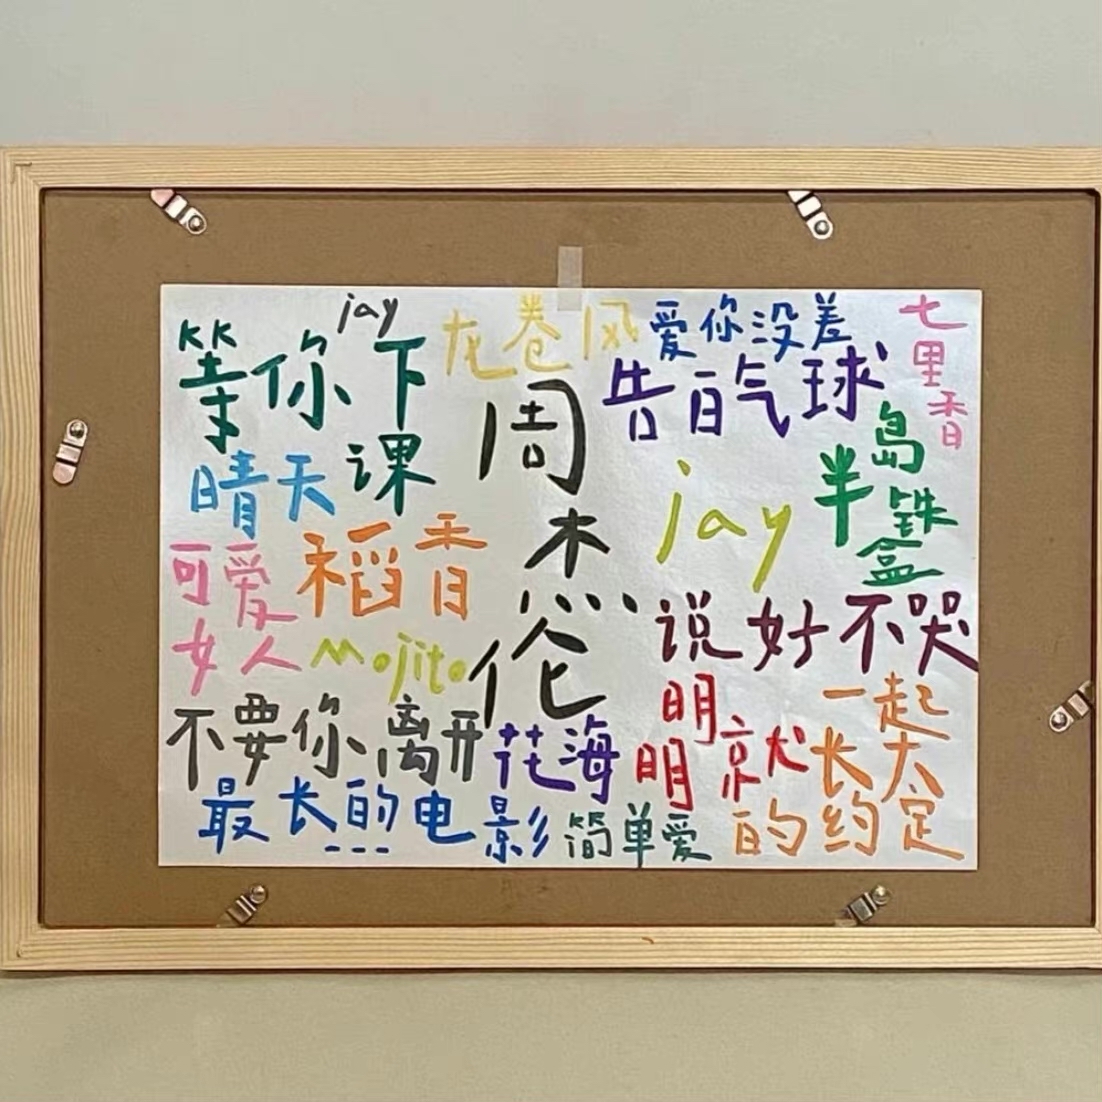 jay
龙卷风
爱你没差
七里香
等你下课
周杰伦
告白气球
晴天
jay
半岛铁盒
稻香
可爱女人
Mojito
说好不哭
不要你离开
花海
明明就
一起
长大
的约定
最长的电影
简单爱